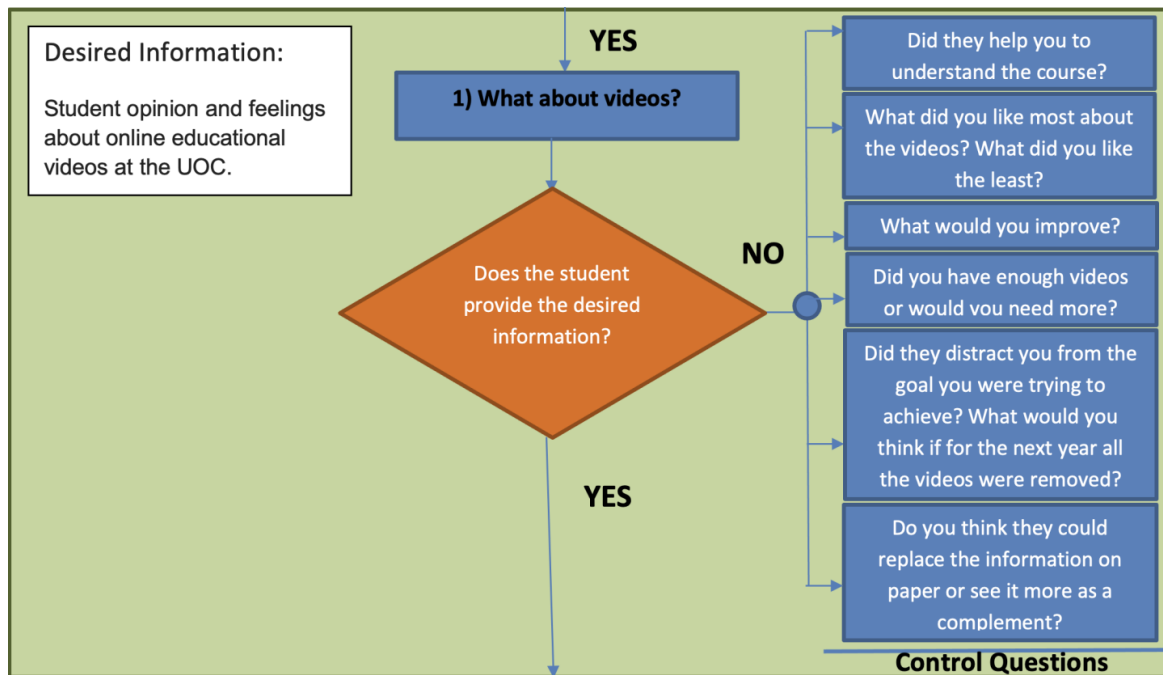 Desired Information:
Student opinion and feelings
about online educational
videos at the UOC.
YES
1) What about videos?
Does the student
provide the desired
information?
NO
YES
Did they help you to
understand the course?
What did you like most about
the videos? What did you like
the least?
What would you improve?
Did you have enough videos
or would you need more?
Did they distract you from the
goal you were trying to
achieve? What would you
think if for the next year all
the videos were removed?
Do you think they could
replace the information on
paper or see it more as a
complement?
Control Questions